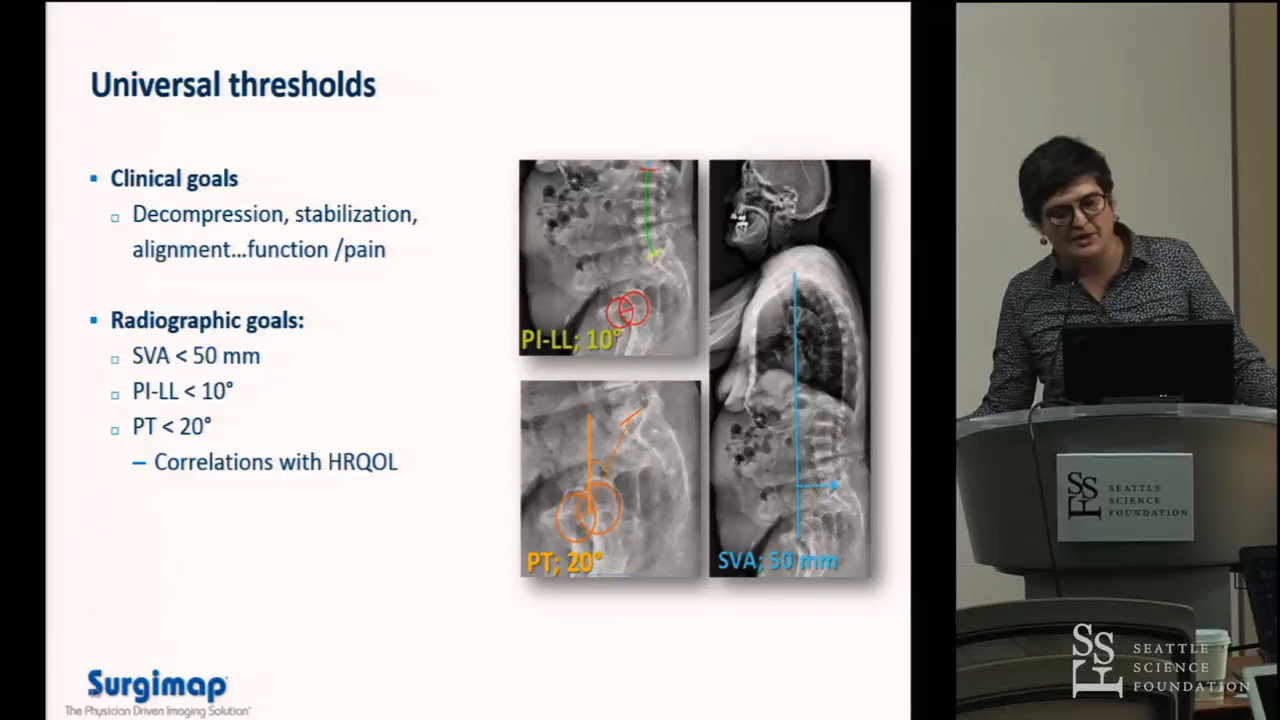 Universal thresholds
▪ Clinical goals
▫ Decompression, stabilization,
alignment...function /pain
▪ Radiographic goals:
▫ SVA < 50 mm
▫ PI-LL < 10°
▫ PT < 20°
– Correlations with HRQOL
PI-LL; 10°
PT; 20°
SVA; 50 mm
Surgimap
The Physician Driven Imaging Solution
SSF
SEATTLE
SCIENCE
FOUNDATION
SSF
SEATTLE
SCIENCE
FOUNDATION